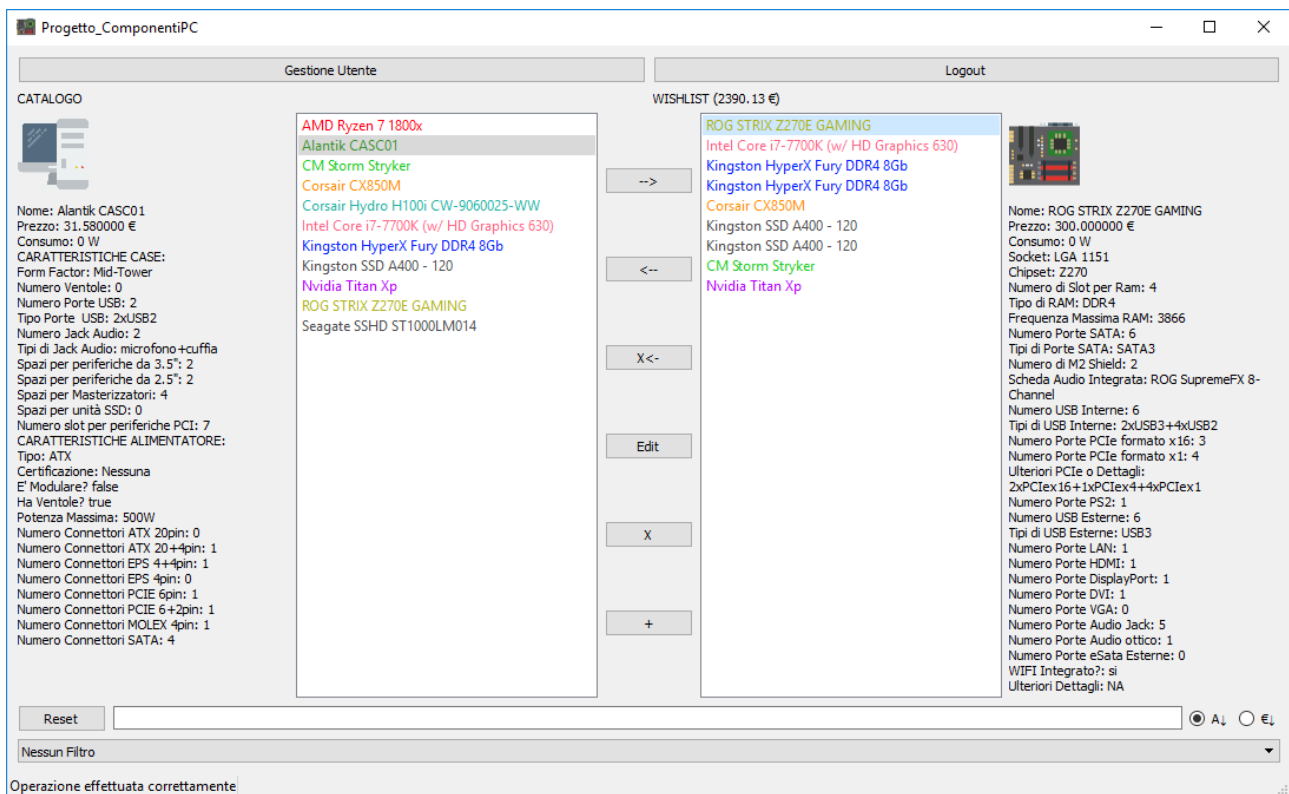 Progetto_ComponentiPC
Gestione Utente
Logout
CATALOGO
WISHLIST (2390.13 €)
Nome: Alantik CASC01
Prezzo: 31.580000 €
Consumo: 0 W
CARATTERISTICHE CASE:
Form Factor: Mid-Tower
Numero Ventole: 0
Numero Porte USB: 2
Tipo Porte  USB: 2xUSB2
Numero Jack Audio: 2
Tipi di Jack Audio: microfono+cuffia
Spazi per periferiche da 3.5": 2
Spazi per periferiche da 2.5": 2
Spazi per Masterizzatori: 4
Spazi per unità SSD: 0
Numero slot per periferiche PCI: 7
CARATTERISTICHE ALIMENTATORE:
Tipo: ATX
Certificazione: Nessuna
E' Modulare? false
Ha Ventole? true
Potenza Massima: 500W
Numero Connettori ATX 20pin: 0
Numero Connettori ATX 20+4pin: 1
Numero Connettori EPS 4+4pin: 1
Numero Connettori EPS 4pin: 0
Numero Connettori PCIE 6pin: 1
Numero Connettori PCIE 6+2pin: 1
Numero Connettori MOLEX 4pin: 1
Numero Connettori SATA: 4
AMD Ryzen 7 1800x
Alantik CASC01
CM Storm Stryker
Corsair CX850M
Corsair Hydro H100i CW-9060025-WW
Intel Core i7-7700K (w/ HD Graphics 630)
Kingston HyperX Fury DDR4 8Gb
Kingston SSD A400 - 120
Nvidia Titan Xp
ROG STRIX Z270E GAMING
Seagate SSHD ST1000LM014
-->
<--
X<-
Edit
X
+
ROG STRIX Z270E GAMING
Intel Core i7-7700K (w/ HD Graphics 630)
Kingston HyperX Fury DDR4 8Gb
Kingston HyperX Fury DDR4 8Gb
Corsair CX850M
Kingston SSD A400 - 120
Kingston SSD A400 - 120
CM Storm Stryker
Nvidia Titan Xp
Nome: ROG STRIX Z270E GAMING
Prezzo: 300.000000 €
Consumo: 0 W
Socket: LGA 1151
Chipset: Z270
Numero di Slot per Ram: 4
Tipo di RAM: DDR4
Frequenza Massima RAM: 3866
Numero Porte SATA: 6
Tipi di Porte SATA: SATA3
Numero di M2 Shield: 2
Scheda Audio Integrata: ROG SupremeFX 8-
Channel
Numero USB Interne: 6
Tipi di USB Interne: 2xUSB3+4xUSB2
Numero Porte PCIe formato x16: 3
Numero Porte PCIe formato x1: 4
Ulteriori PCIe o Dettagli:
2xPCIex16+1xPCIex4+4xPCIex1
Numero Porte PS2: 1
Numero USB Esterne: 6
Tipi di USB Esterne: USB3
Numero Porte LAN: 1
Numero Porte HDMI: 1
Numero Porte DisplayPort: 1
Numero Porte DVI: 1
Numero Porte VGA: 0
Numero Porte Audio Jack: 5
Numero Porte Audio ottico: 1
Numero Porte eSata Esterne: 0
WIFI Integrato?: si
Ulteriori Dettagli: NA
Reset
A↓
€↓
Nessun Filtro
Operazione effettuata correttamente